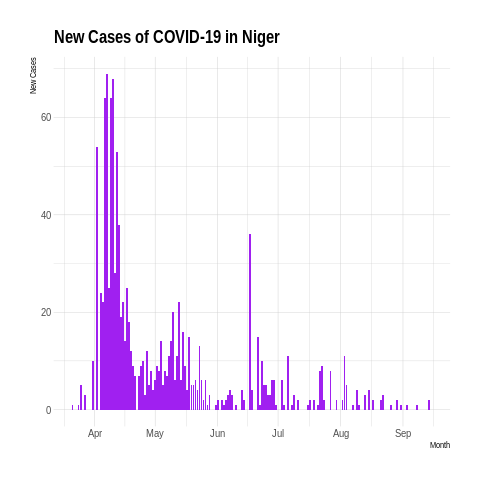 New Cases of COVID-19 in Niger
New Cases
60
40
20
0
Apr May Jun Jul Aug Sep
Month